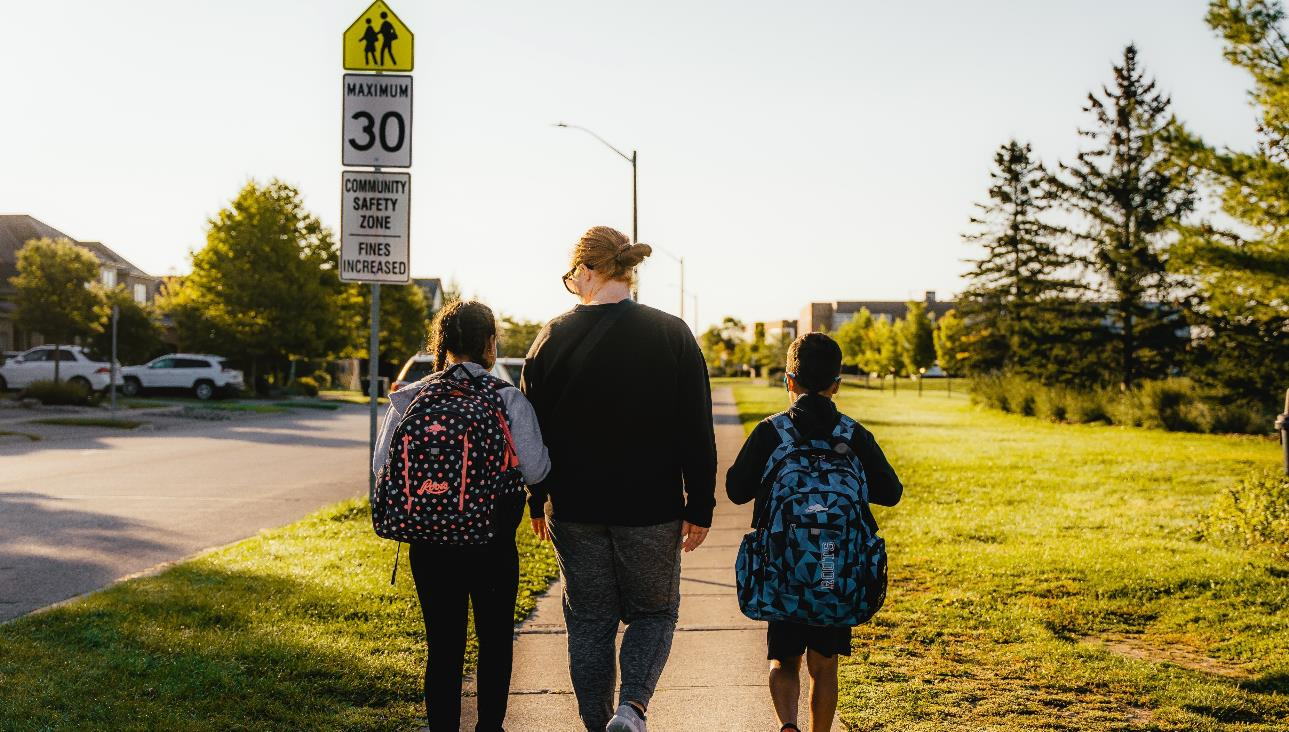 MAXIMUM
30
COMMUNITY
SAFETY
ZONE
FINES
INCREASED
Roots
ROOTS